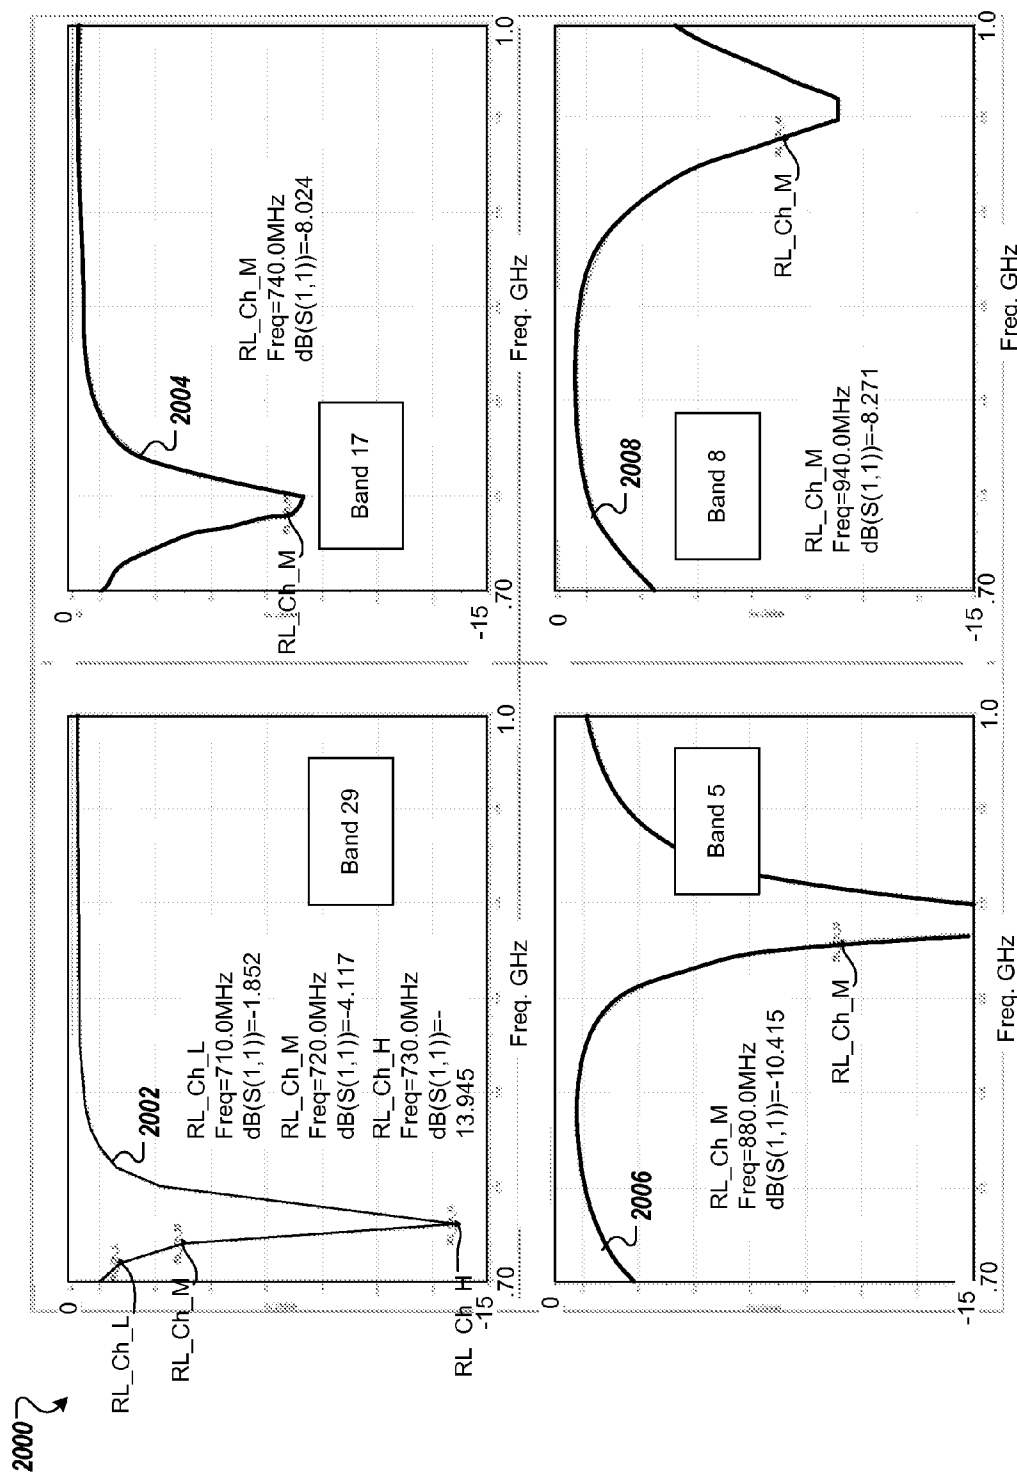 2000
0
-15
.70
1.0
Freq. GHz
RL_Ch_L
RL_Ch_M
RL Ch H
2002
RL_Ch_L
Freq=710.0MHz
dB(S(1,1))=-1.852
RL_Ch_M
Freq=720.0MHz
dB(S(1,1))=-4.117
RL_Ch_H
Freq=730.0MHz
dB(S(1,1))=-
13.945
Band 29
0
-15
.70
1.0
Freq. GHz
RL_Ch_M
2004
RL_Ch_M
Freq=740.0MHz
dB(S(1,1))=-8.024
Band 17
0
-15
.70
1.0
Freq. GHz
2006
RL_Ch_M
Freq=880.0MHz
dB(S(1,1))=-10.415
RL_Ch_M
Band 5
0
-15
.70
1.0
Freq. GHz
2008
Band 8
RL_Ch_M
Freq=940.0MHz
dB(S(1,1))=-8.271
RL_Ch_M